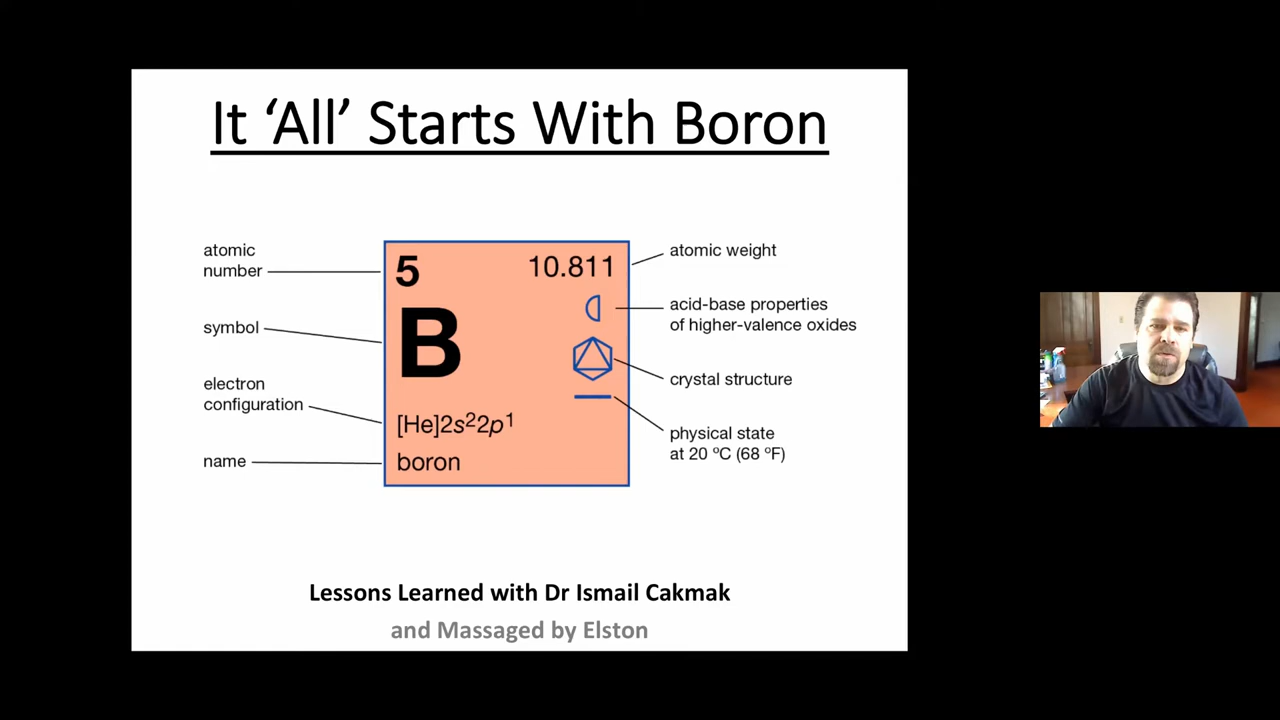 It ‘All’ Starts With Boron
atomic
number
symbol
electron
configuration
name
5
10.811
B
[He]2s²2p¹
boron
atomic weight
acid-base properties
of higher-valence oxides
crystal structure
physical state
at 20 ºC (68 ºF)
Lessons Learned with Dr Ismail Cakmak
and Massaged by Elston